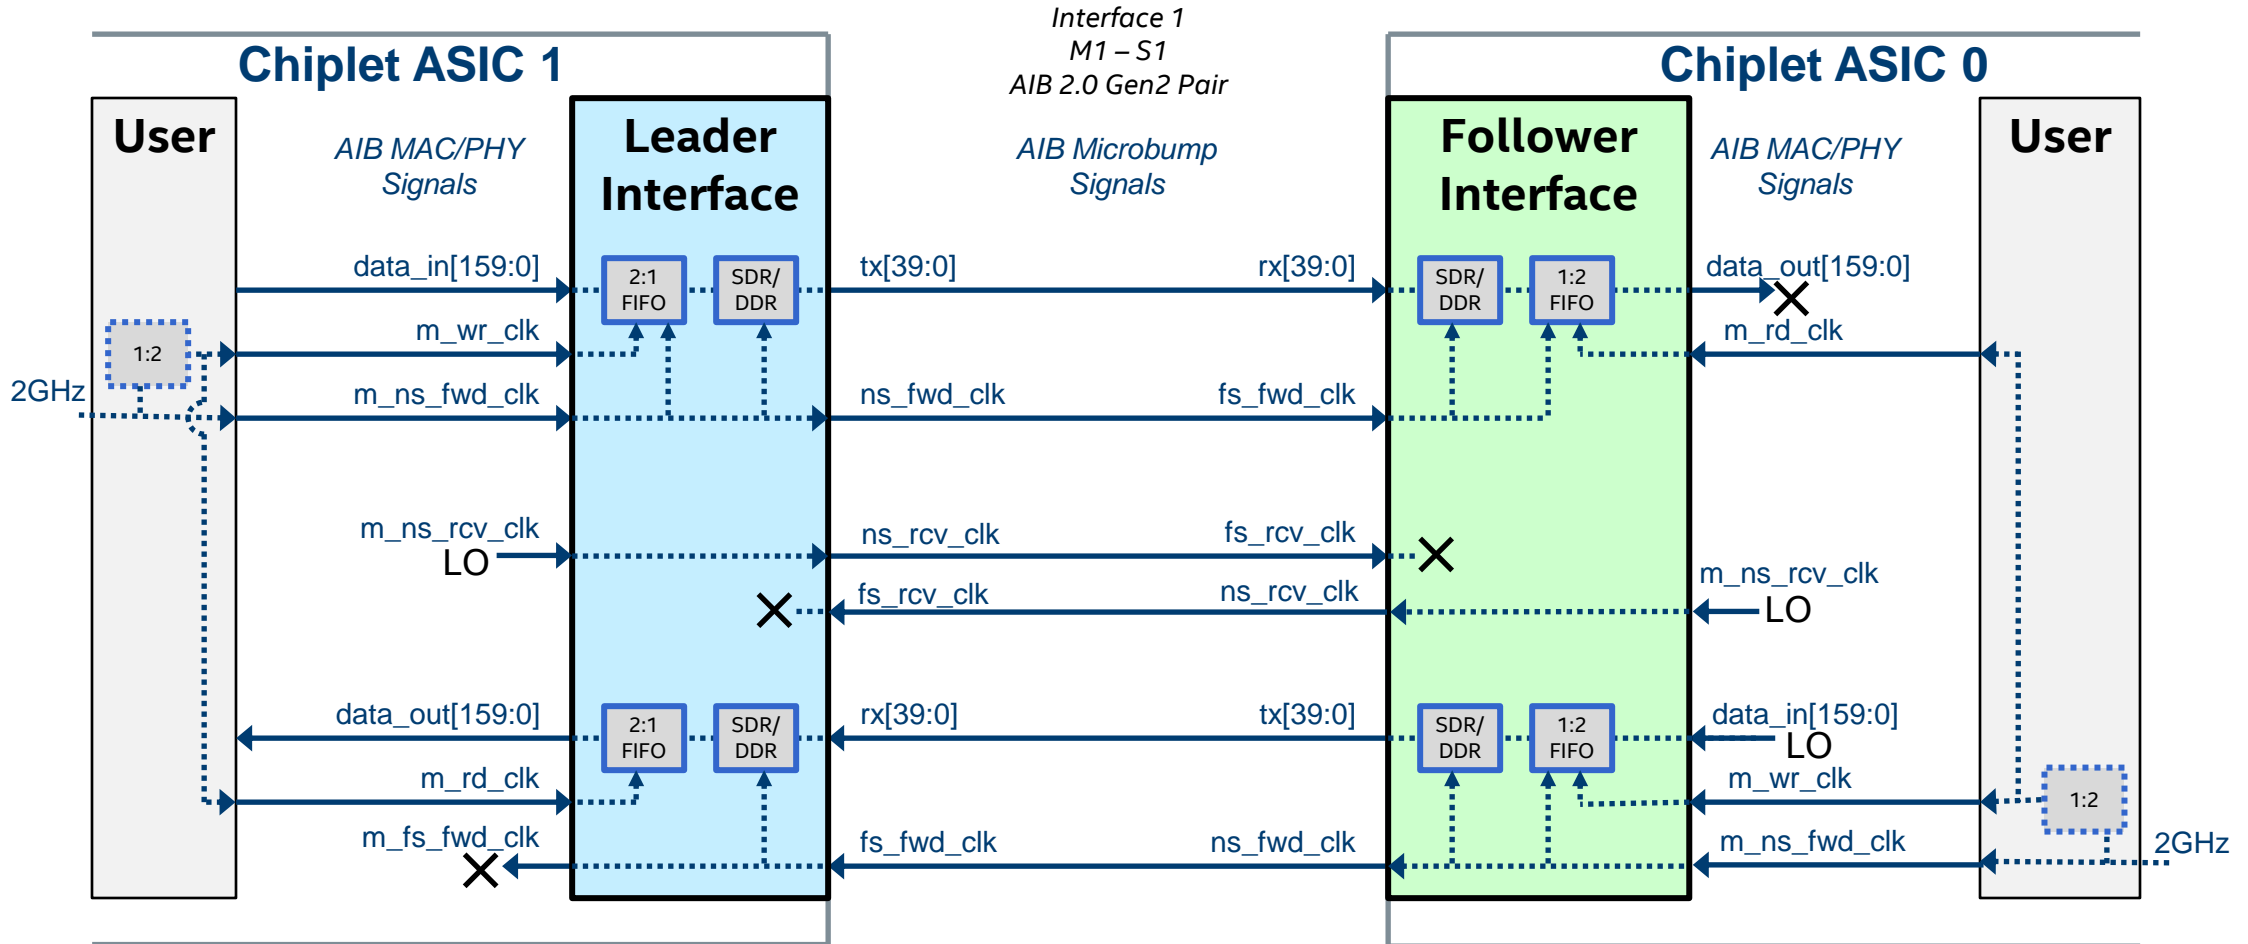 Interface 1
M1 – S1
AIB 2.0 Gen2 Pair
Chiplet ASIC 1
Chiplet ASIC 0
User
AIB MAC/PHY
Signals
Leader
Interface
AIB Microbump
Signals
Follower
Interface
AIB MAC/PHY
Signals
User
data_in[159:0]
2:1
FIFO
SDR/
DDR
tx[39:0]
rx[39:0]
SDR/
DDR
1:2
FIFO
data_out[159:0]
1:2
m_wr_clk
m_rd_clk
2GHz
m_ns_fwd_clk
ns_fwd_clk
fs_fwd_clk
m_ns_rcv_clk
LO
ns_rcv_clk
fs_rcv_clk
fs_rcv_clk
ns_rcv_clk
m_ns_rcv_clk
LO
data_out[159:0]
2:1
FIFO
SDR/
DDR
rx[39:0]
tx[39:0]
SDR/
DDR
1:2
FIFO
data_in[159:0]
LO
m_rd_clk
m_wr_clk
1:2
m_fs_fwd_clk
fs_fwd_clk
ns_fwd_clk
m_ns_fwd_clk
2GHz